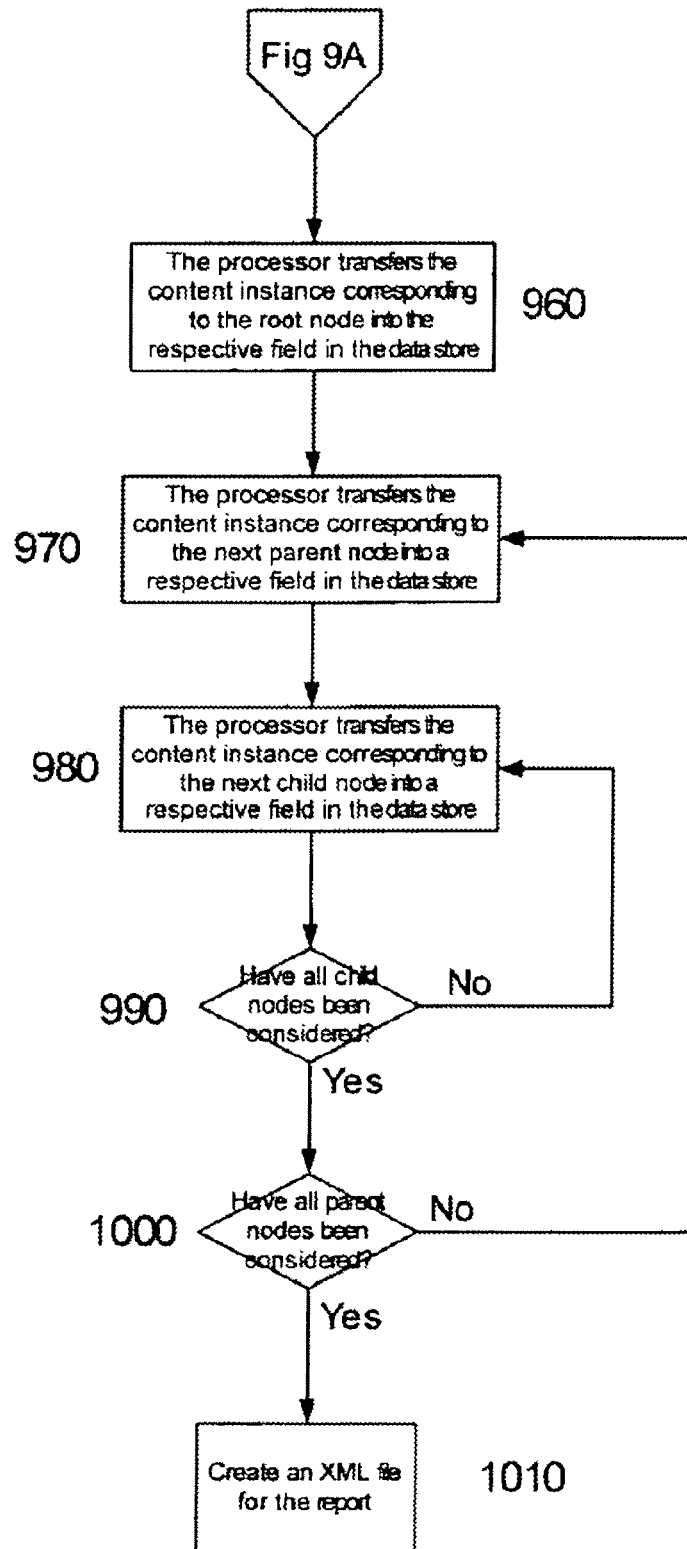 Fig 9A
The processor transfers the
content instance corresponding
to the root node into the
respective field in the data store
960
The processor transfers the
content instance corresponding to
the next parent node into a
respective field in the data store
970
The processor transfers the
content instance corresponding to
the next child node into a
respective field in the data store
980
Have all child
nodes been
considered?
990
No
Yes
Have all parent
nodes been
considered?
1000
No
Yes
Create an XML file
for the report
1010